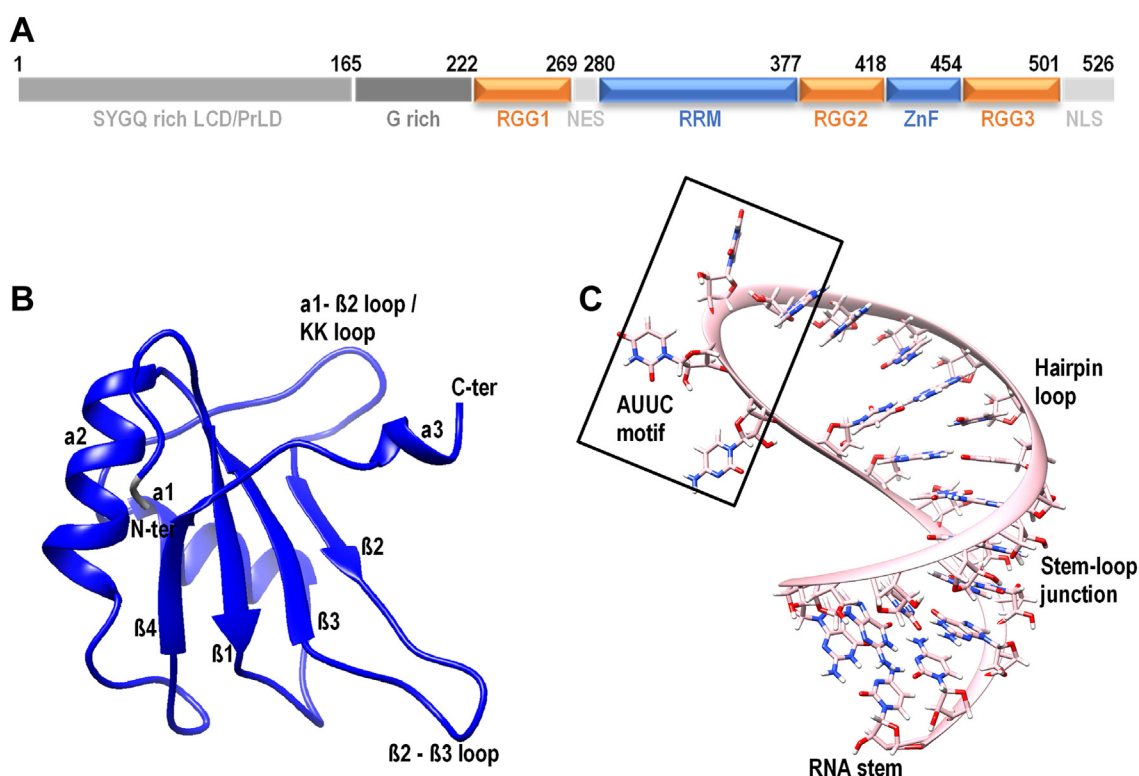 A
1 165 222 269 280 377 418 454 501 526
SYGQ rich LCD/PrLD G rich RGG1 NES RRM RGG2 ZnF RGG3 NLS
B
a1- ß2 loop /
KK loop
C-ter
a3
a2
a1
N-ter
ß2
ß3
ß4
ß1
ß2 - ß3 loop
C
AUUC
motif
Hairpin
loop
Stem-loop
junction
RNA stem